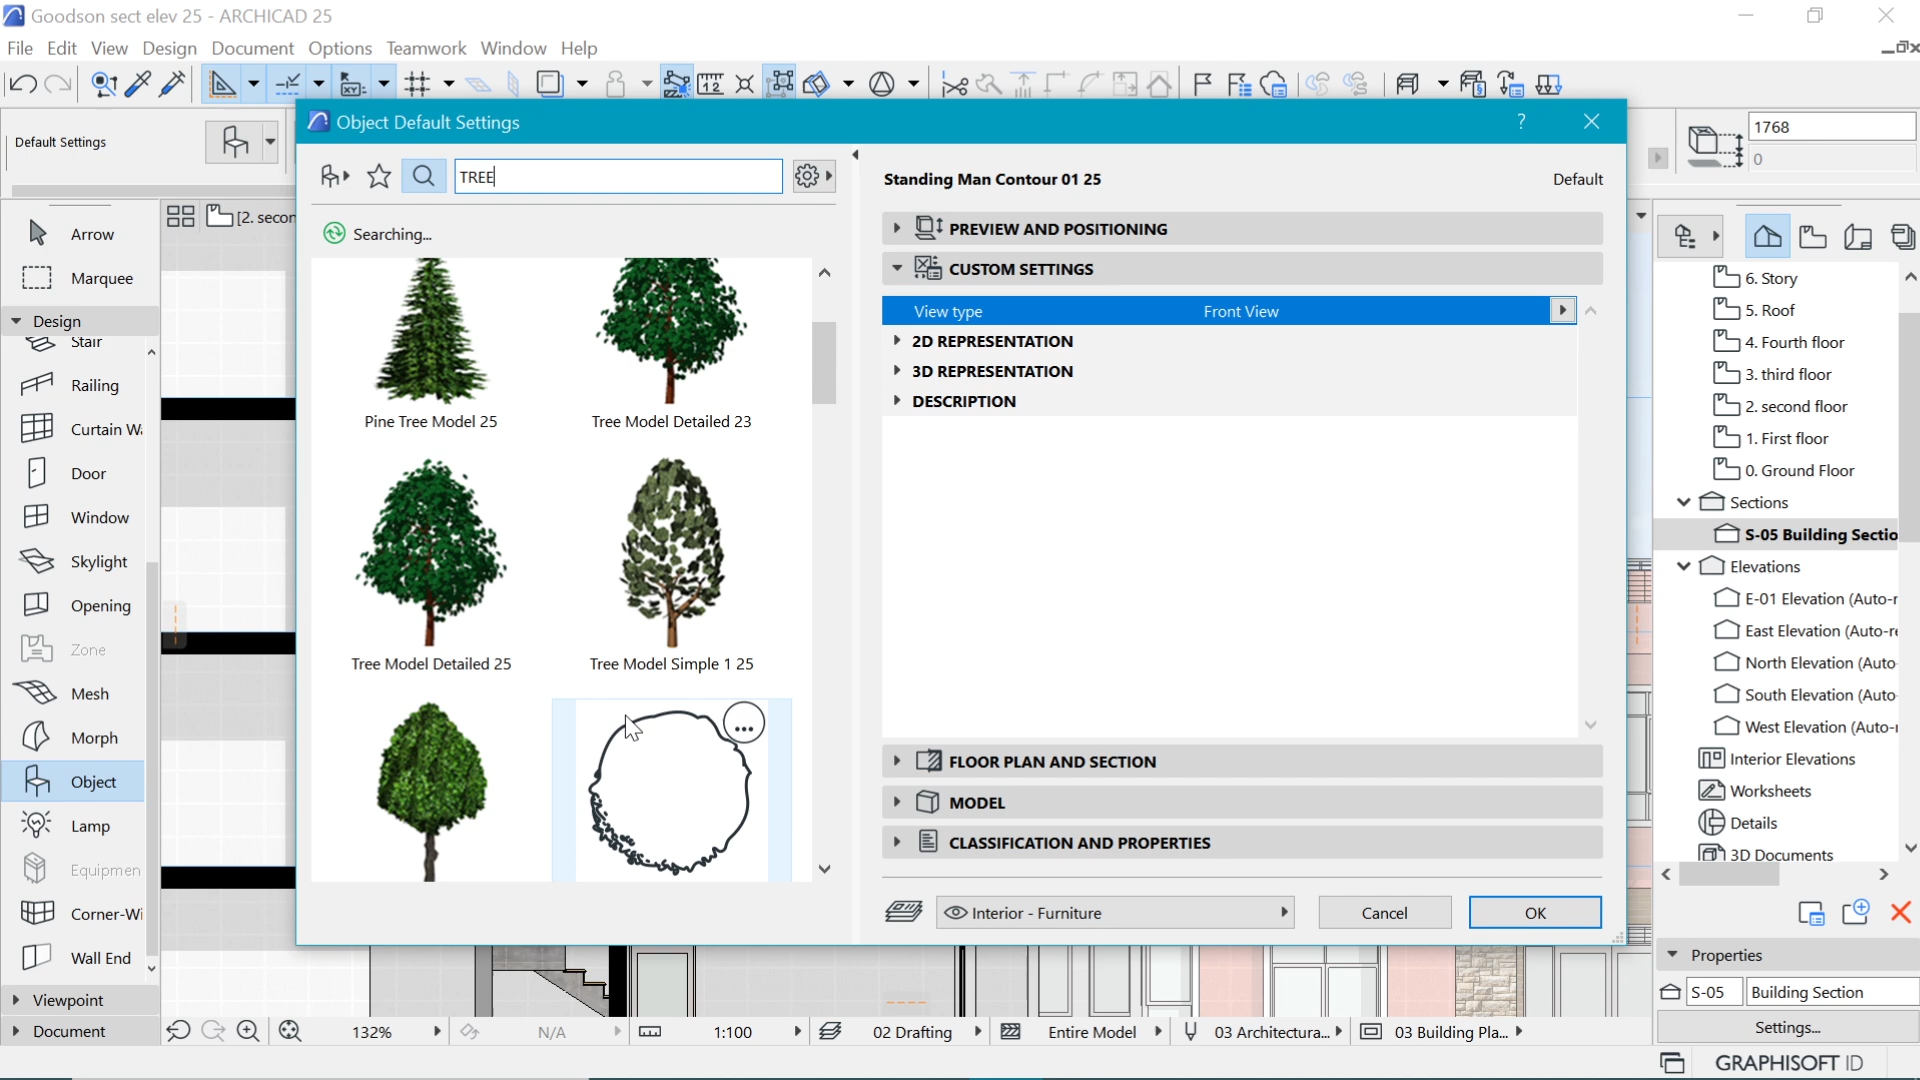 Goodson sect elev 25 - ARCHICAD 25
File Edit View Design Document Options Teamwork Window Help
Default Settings
Object Default Settings
?
1768
0
TREE
Searching...
Standing Man Contour 01 25
Default
PREVIEW AND POSITIONING
CUSTOM SETTINGS
View type Front View
2D REPRESENTATION
3D REPRESENTATION
DESCRIPTION
Pine Tree Model 25
Tree Model Detailed 23
Tree Model Detailed 25
Tree Model Simple 1 25
FLOOR PLAN AND SECTION
MODEL
CLASSIFICATION AND PROPERTIES
Interior - Furniture
Cancel
OK
[2. secon
Arrow
Marquee
Design
Stair
Railing
Curtain Wa
Door
Window
Skylight
Opening
Zone
Mesh
Morph
Object
Lamp
Equipmen
Corner-Wi
Wall End
Viewpoint
Document
6. Story
5. Roof
4. Fourth floor
3. third floor
2. second floor
1. First floor
0. Ground Floor
Sections
S-05 Building Sectio
Elevations
E-01 Elevation (Auto-r
East Elevation (Auto-re
North Elevation (Auto-
South Elevation (Auto-
West Elevation (Auto-r
Interior Elevations
Worksheets
Details
3D Documents
Properties
S-05 Building Section
Settings...
132% N/A 1:100 02 Drafting Entire Model 03 Architectura... 03 Building Pla...
GRAPHISOFT ID